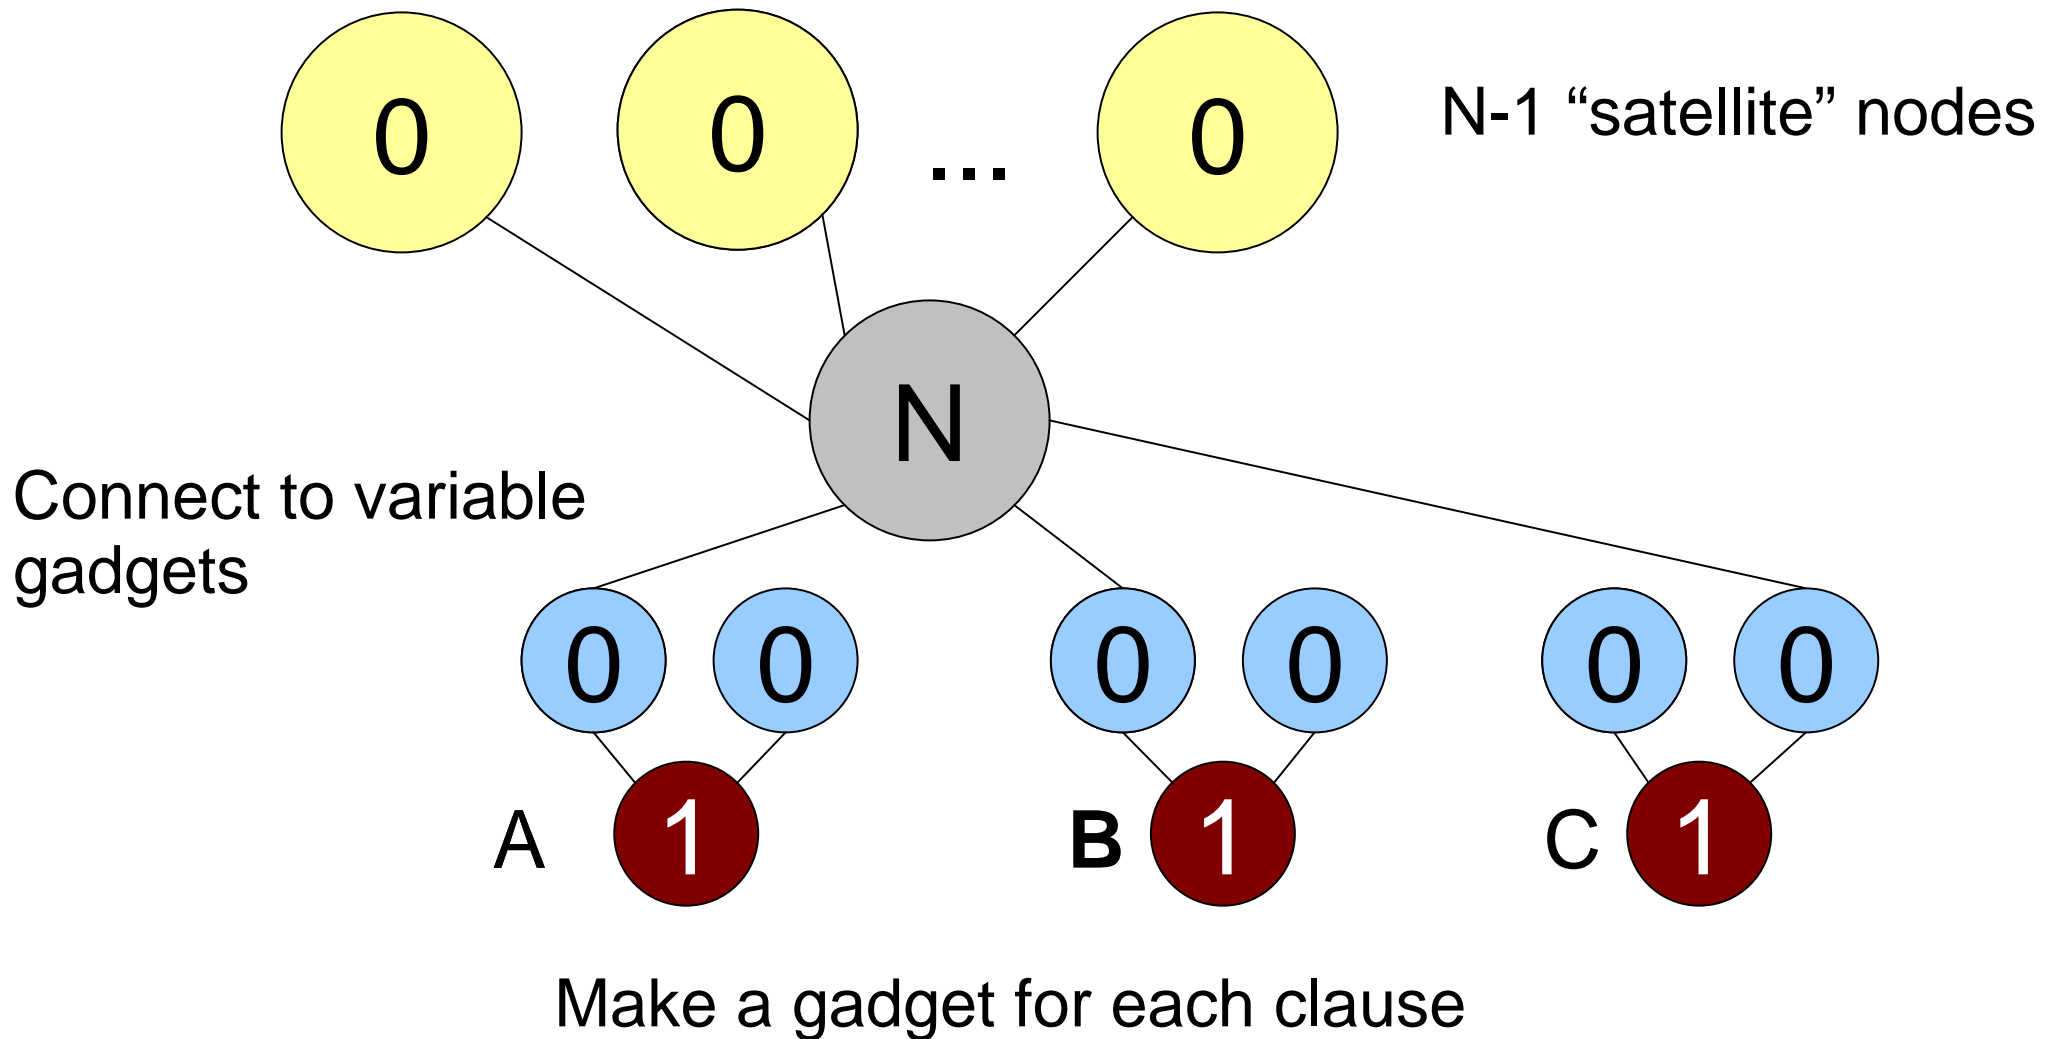 0 0 ... 0 N-1 “satellite” nodes
N
Connect to variable
gadgets
0 0 0 0 0 0
A 1 B 1 C 1
Make a gadget for each clause